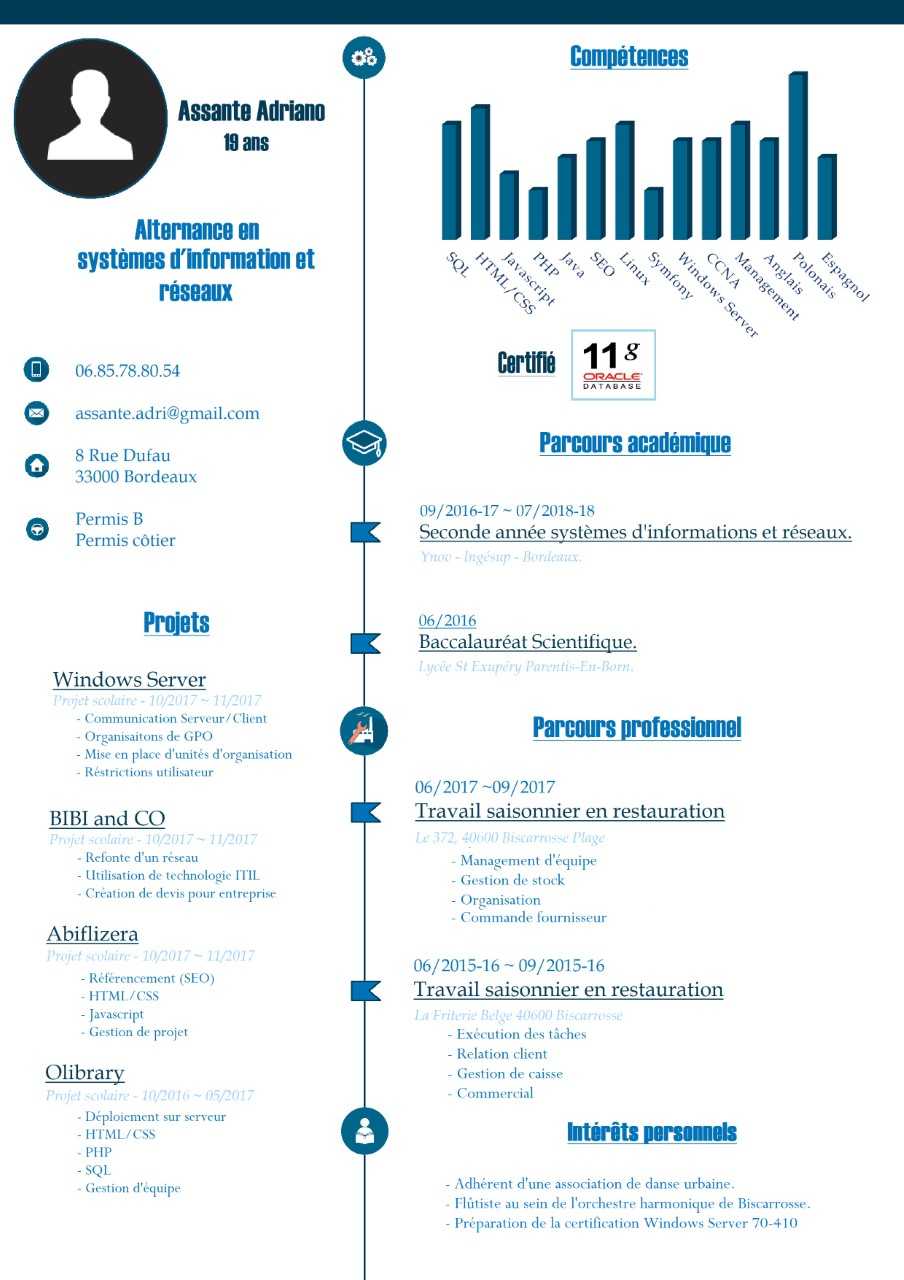 Assante Adriano
19 ans
Alternance en
systèmes d'information et
réseaux
06.85.78.80.54
assante.adri@gmail.com
8 Rue Dufau
33000 Bordeaux
Permis B
Permis côtier
Projets
Windows Server
Projet scolaire - 10/2017 ~ 11/2017
- Communication Serveur/Client
- Organisaitons de GPO
- Mise en place d'unités d'organisation
- Réstrictions utilisateur
BIBI and CO
Projet scolaire - 10/2017 ~ 11/2017
- Refonte d'un réseau
- Utilisation de technologie ITIL
- Création de devis pour entreprise
Abiflizera
Projet scolaire - 10/2017 ~ 11/2017
- Référencement (SEO)
- HTML/CSS
- Javascript
- Gestion de projet
Olibrary
Projet scolaire - 10/2016 ~ 05/2017
- Déploiement sur serveur
- HTML/CSS
- PHP
- SQL
- Gestion d'équipe
Compétences
SQL
HTML/CSS
Javascript
PHP
Java
SEO
Linux
Symfony
Windows Server
CCNA
Management
Anglais
Polonais
Espagnol
Certifié
11g
ORACLE
DATABASE
Parcours académique
09/2016-17 ~ 07/2018-18
Seconde année systèmes d'informations et réseaux.
Ynov - Ingésup - Bordeaux.
06/2016
Baccalauréat Scientifique.
Lycée St Exupéry Parentis-En-Born.
Parcours professionnel
06/2017 ~09/2017
Travail saisonnier en restauration
Le 372, 40600 Biscarrosse Plage
- Management d'équipe
- Gestion de stock
- Organisation
- Commande fournisseur
06/2015-16 ~ 09/2015-16
Travail saisonnier en restauration
La Friterie Belge 40600 Biscarrosse
- Exécution des tâches
- Relation client
- Gestion de caisse
- Commercial
Intérêts personnels
- Adhérent d'une association de danse urbaine.
- Flûtiste au sein de l'orchestre harmonique de Biscarrosse.
- Préparation de la certification Windows Server 70-410